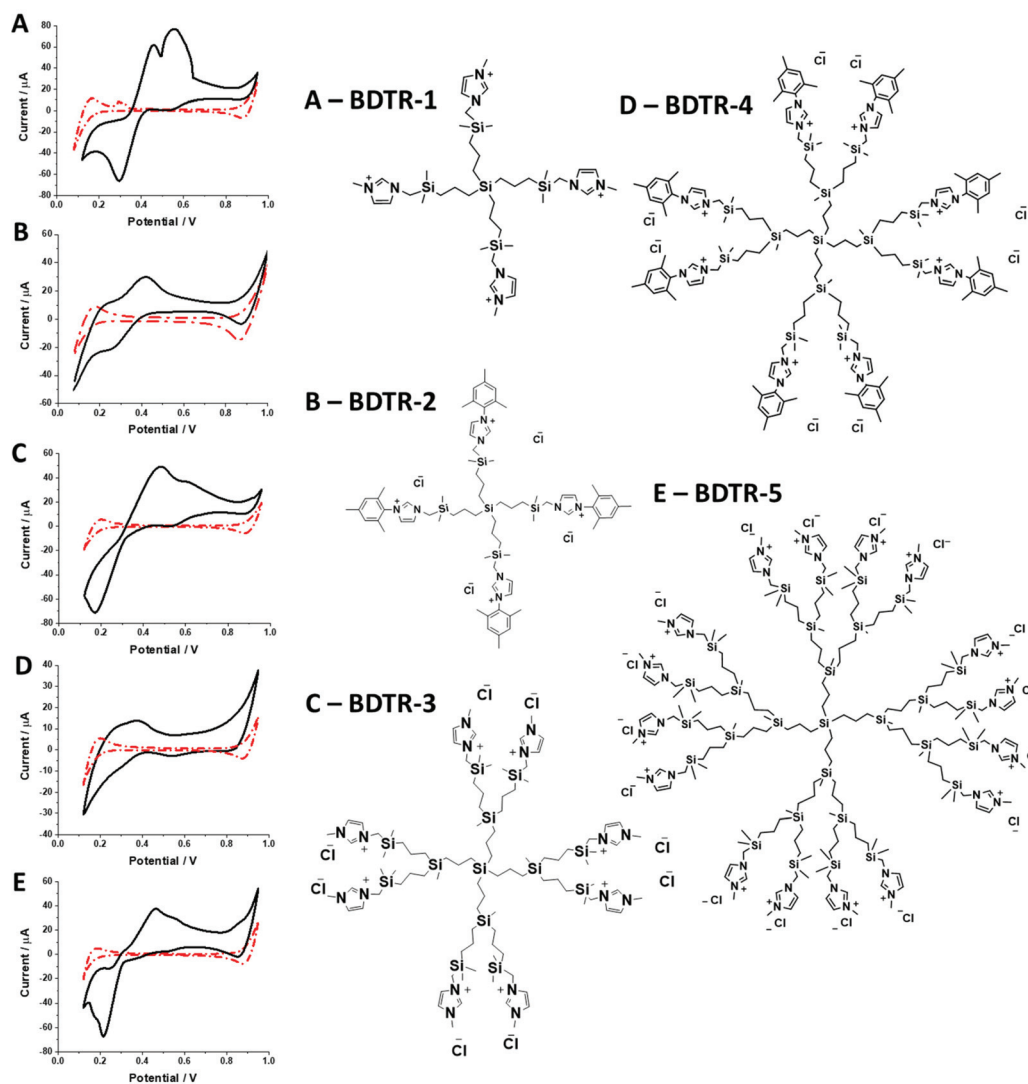 A
Current / µA
80
60
40
20
0
-20
-40
-60
-80
0.0 0.2 0.4 0.6 0.8 1.0
Potential / V
B
Current / µA
60
40
20
0
-20
-40
-60
0.0 0.2 0.4 0.6 0.8 1.0
Potential / V
C
Current / µA
60
40
20
0
-20
-40
-60
-80
0.0 0.2 0.4 0.6 0.8 1.0
Potential / V
D
Current / µA
40
30
20
10
0
-10
-20
-30
-40
0.0 0.2 0.4 0.6 0.8 1.0
Potential / V
E
Current / µA
80
60
40
20
0
-20
-40
-60
-80
0.0 0.2 0.4 0.6 0.8 1.0
Potential / V
A – BDTR-1
B – BDTR-2
C – BDTR-3
D – BDTR-4
E – BDTR-5